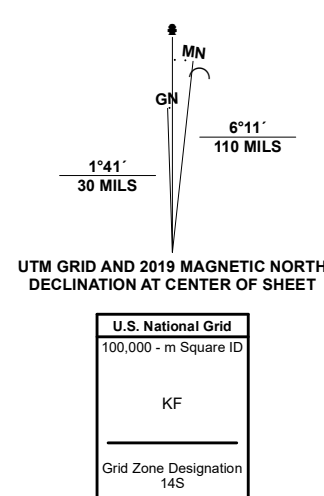 MN
GN
6°11´
110 MILS
1°41´
30 MILS
UTM GRID AND 2019 MAGNETIC NORTH
DECLINATION AT CENTER OF SHEET
U.S. National Grid
100,000 - m Square ID
KF
Grid Zone Designation
14S